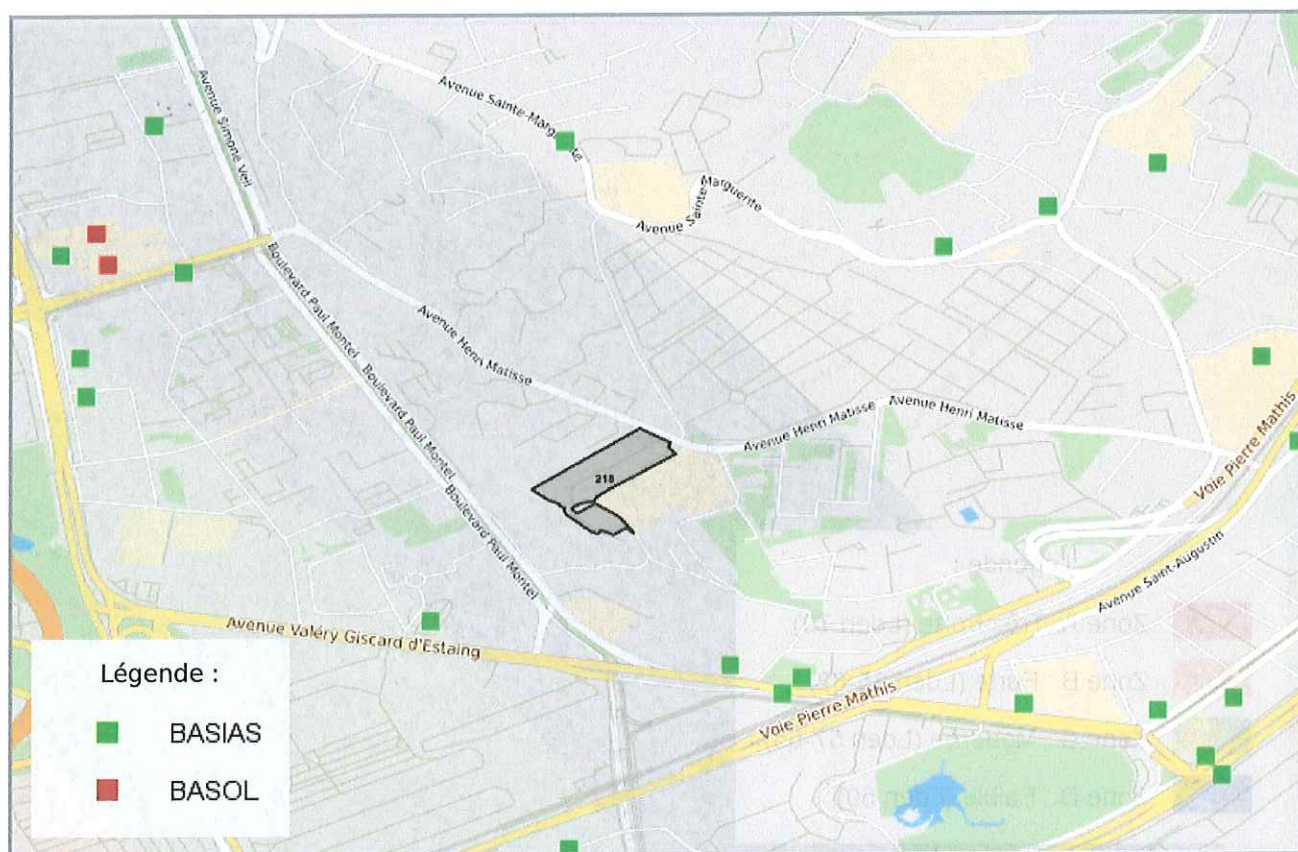 Avenue Simone Veil
Avenue Sainte-Marguerite
Avenue Sainte
Marguerite
Boulevard Paul Montel
Boulevard Paul Montel
Boulevard Paul Montel
Avenue Henri Matisse
Avenue Henri Matisse
Avenue Henri Matisse
218
Voie Pierre Mathis
Avenue Saint-Augustin
Avenue Valéry Giscard d'Estaing
Voie Pierre Mathis
Légende :
BASIAS
BASOL